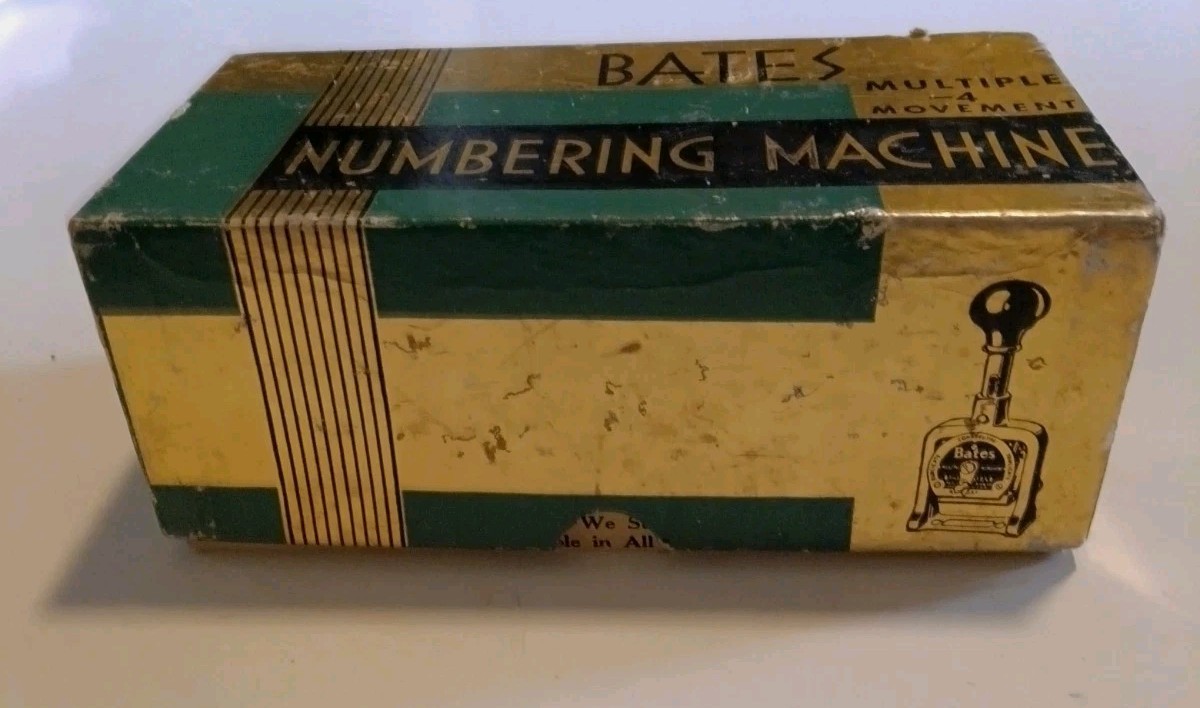 BATES
MULTIPLE
-4
MOVEMENT
NUMBERING MACHINE
Bates
We
in All